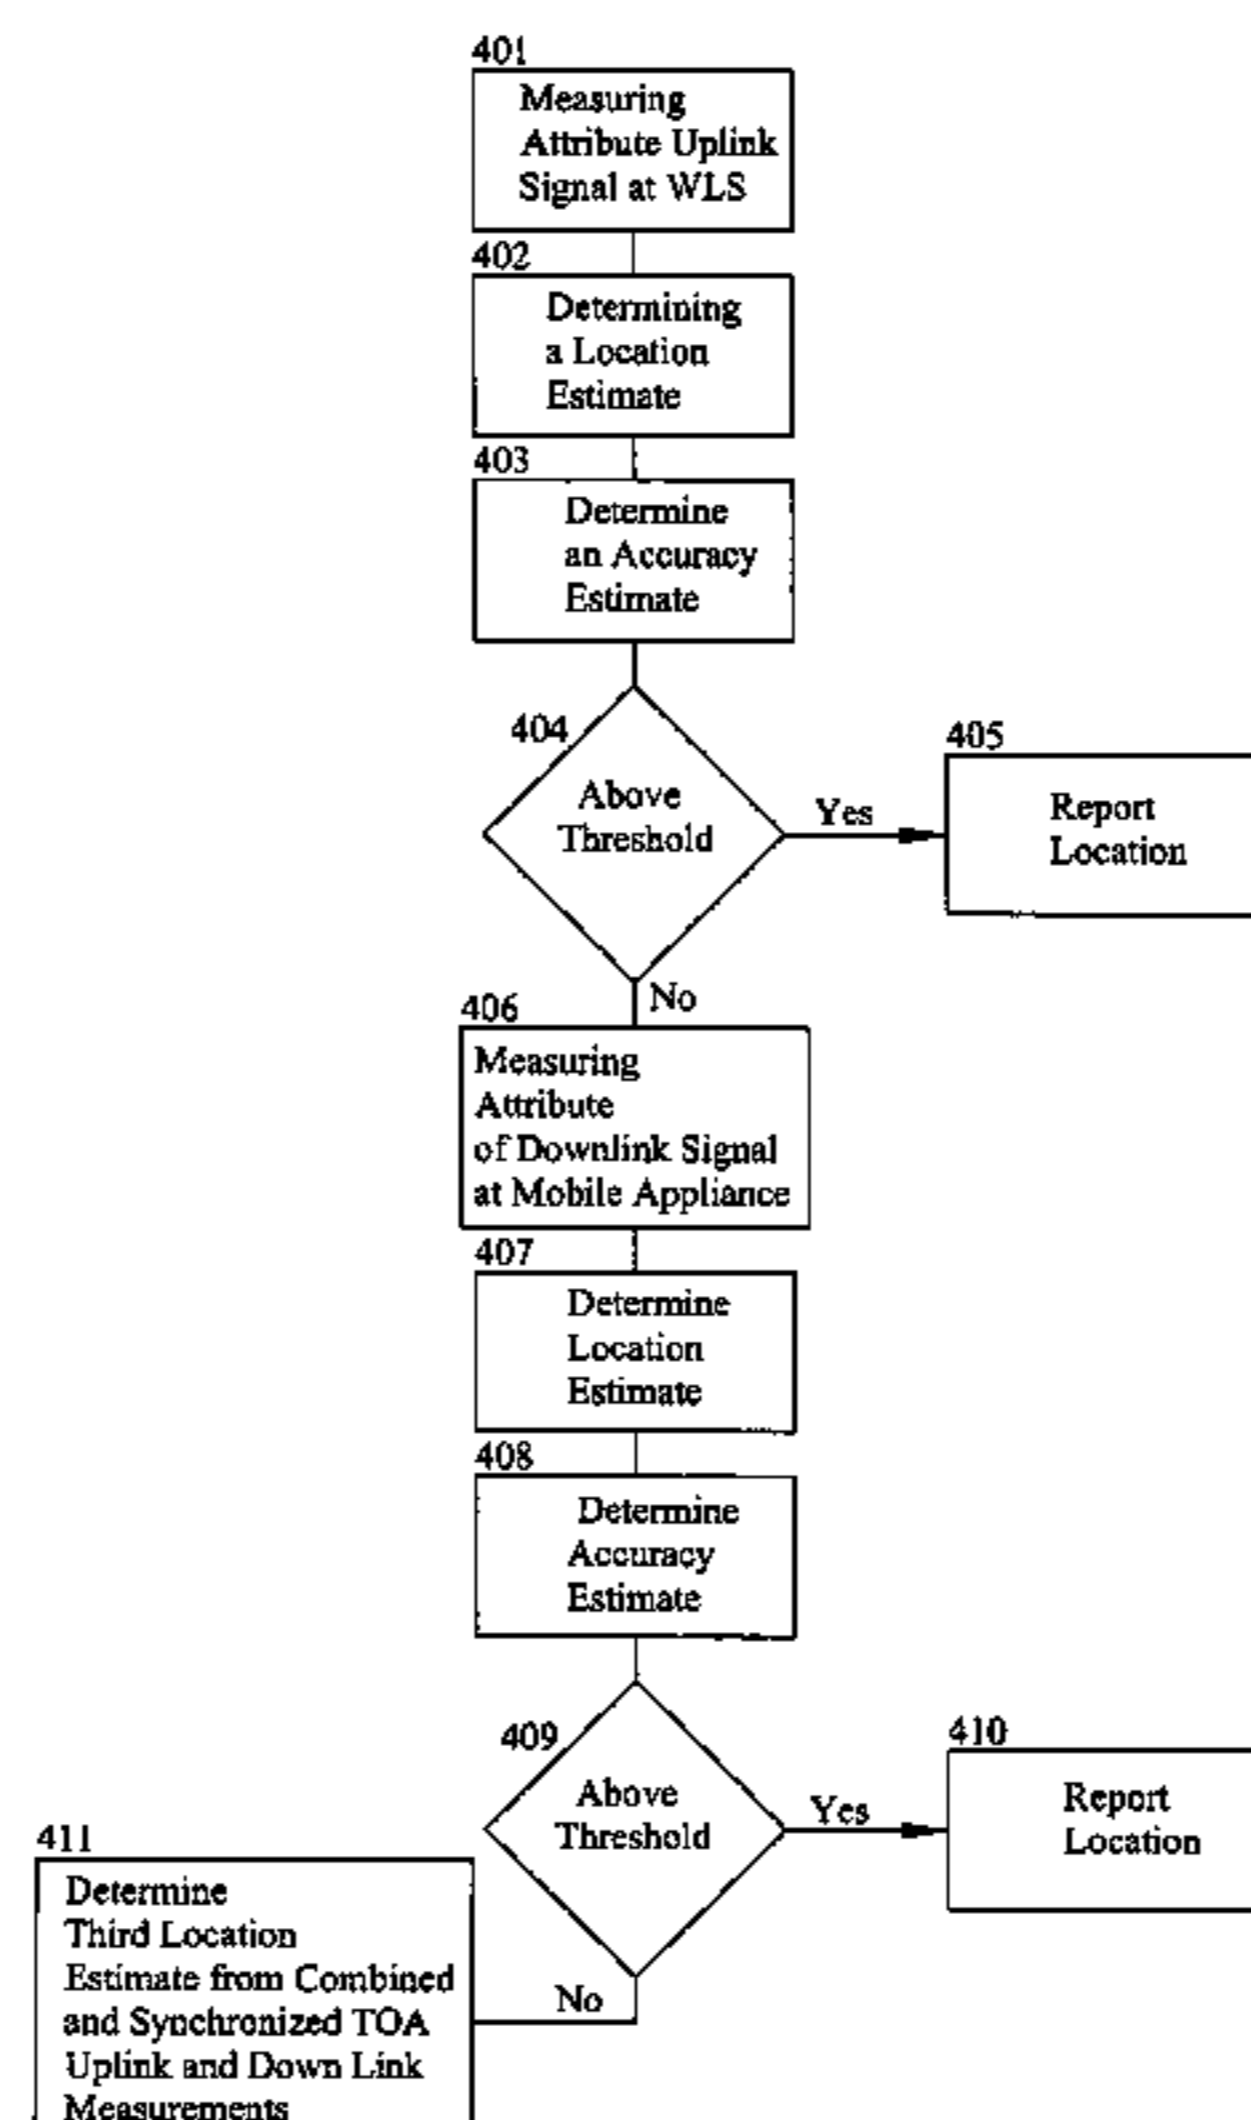 401
Measuring
Attribute Uplink
Signal at WLS
402
Determining
a Location
Estimate
403
Determine
an Accuracy
Estimate
404
Above
Threshold
Yes
405
Report
Location
No
406
Measuring
Attribute
of Downlink Signal
at Mobile Appliance
407
Determine
Location
Estimate
408
Determine
Accuracy
Estimate
409
Above
Threshold
Yes
410
Report
Location
No
411
Determine
Third Location
Estimate from Combined
and Synchronized TOA
Uplink and Down Link
Measurements